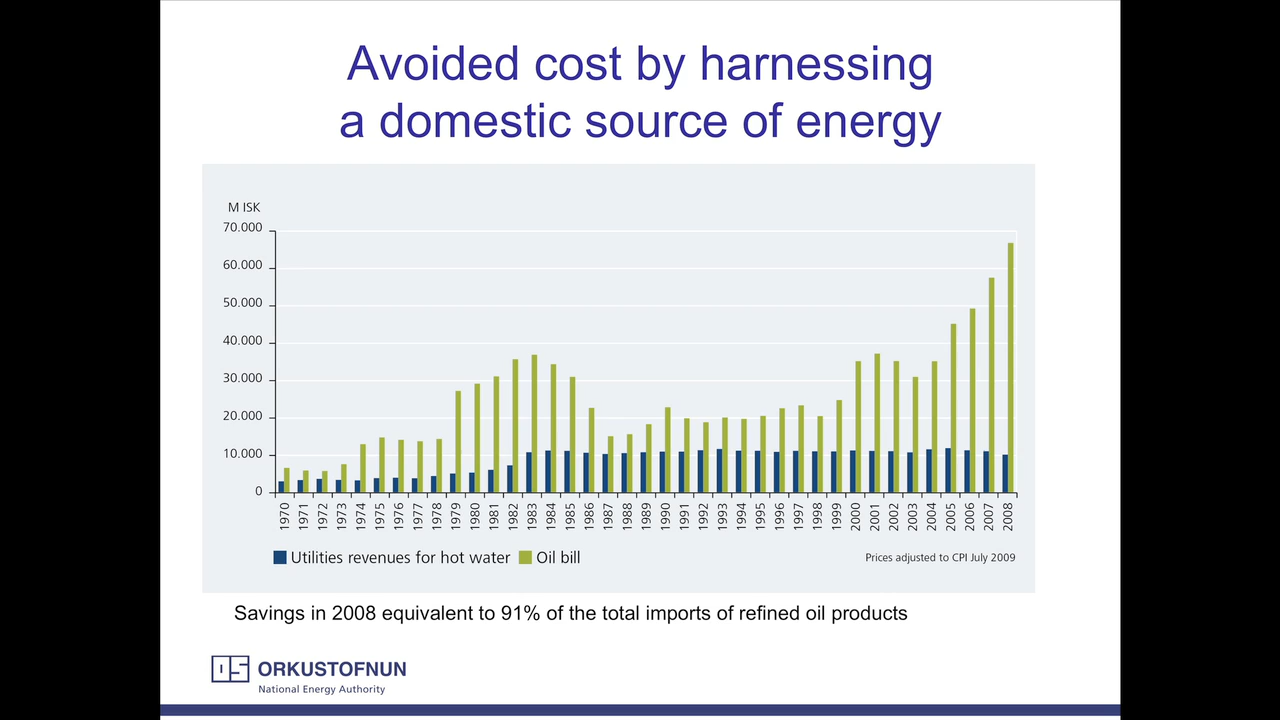 Avoided cost by harnessing
a domestic source of energy
M ISK
70.000
60.000
50.000
40.000
30.000
20.000
10.000
0
1970 1971 1972 1973 1974 1975 1976 1977 1978 1979 1980 1981 1982 1983 1984 1985 1986 1987 1988 1989 1990 1991 1992 1993 1994 1995 1996 1997 1998 1999 2000 2001 2002 2003 2004 2005 2006 2007 2008
Utilities revenues for hot water Oil bill Prices adjusted to CPI July 2009
Savings in 2008 equivalent to 91% of the total imports of refined oil products
OS ORKUSTOFNUN
National Energy Authority